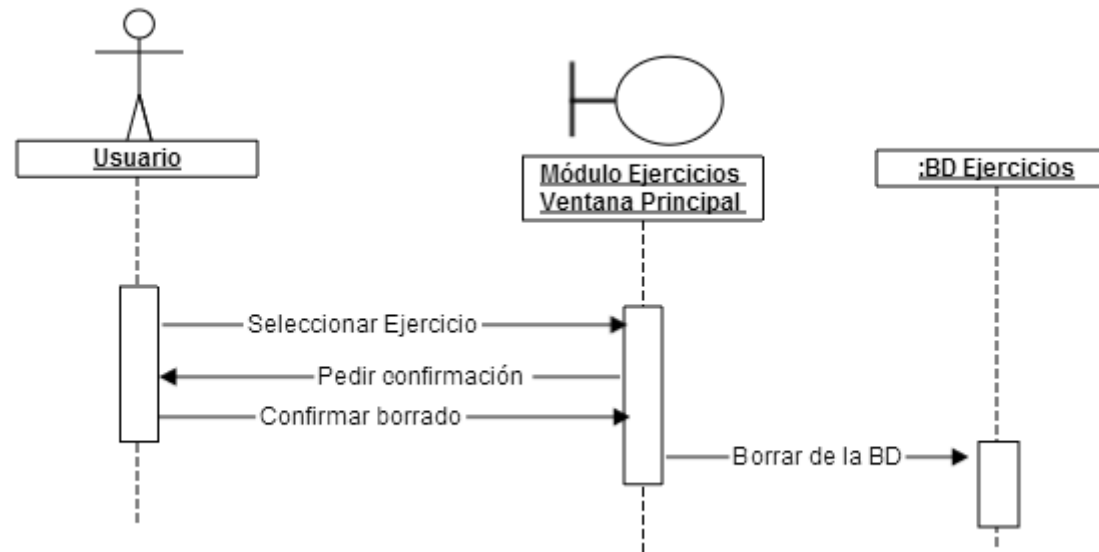 Usuario
Módulo Ejercicios
Ventana Principal
:BD Ejercicios
Seleccionar Ejercicio
Pedir confirmación
Confirmar borrado
Borrar de la BD